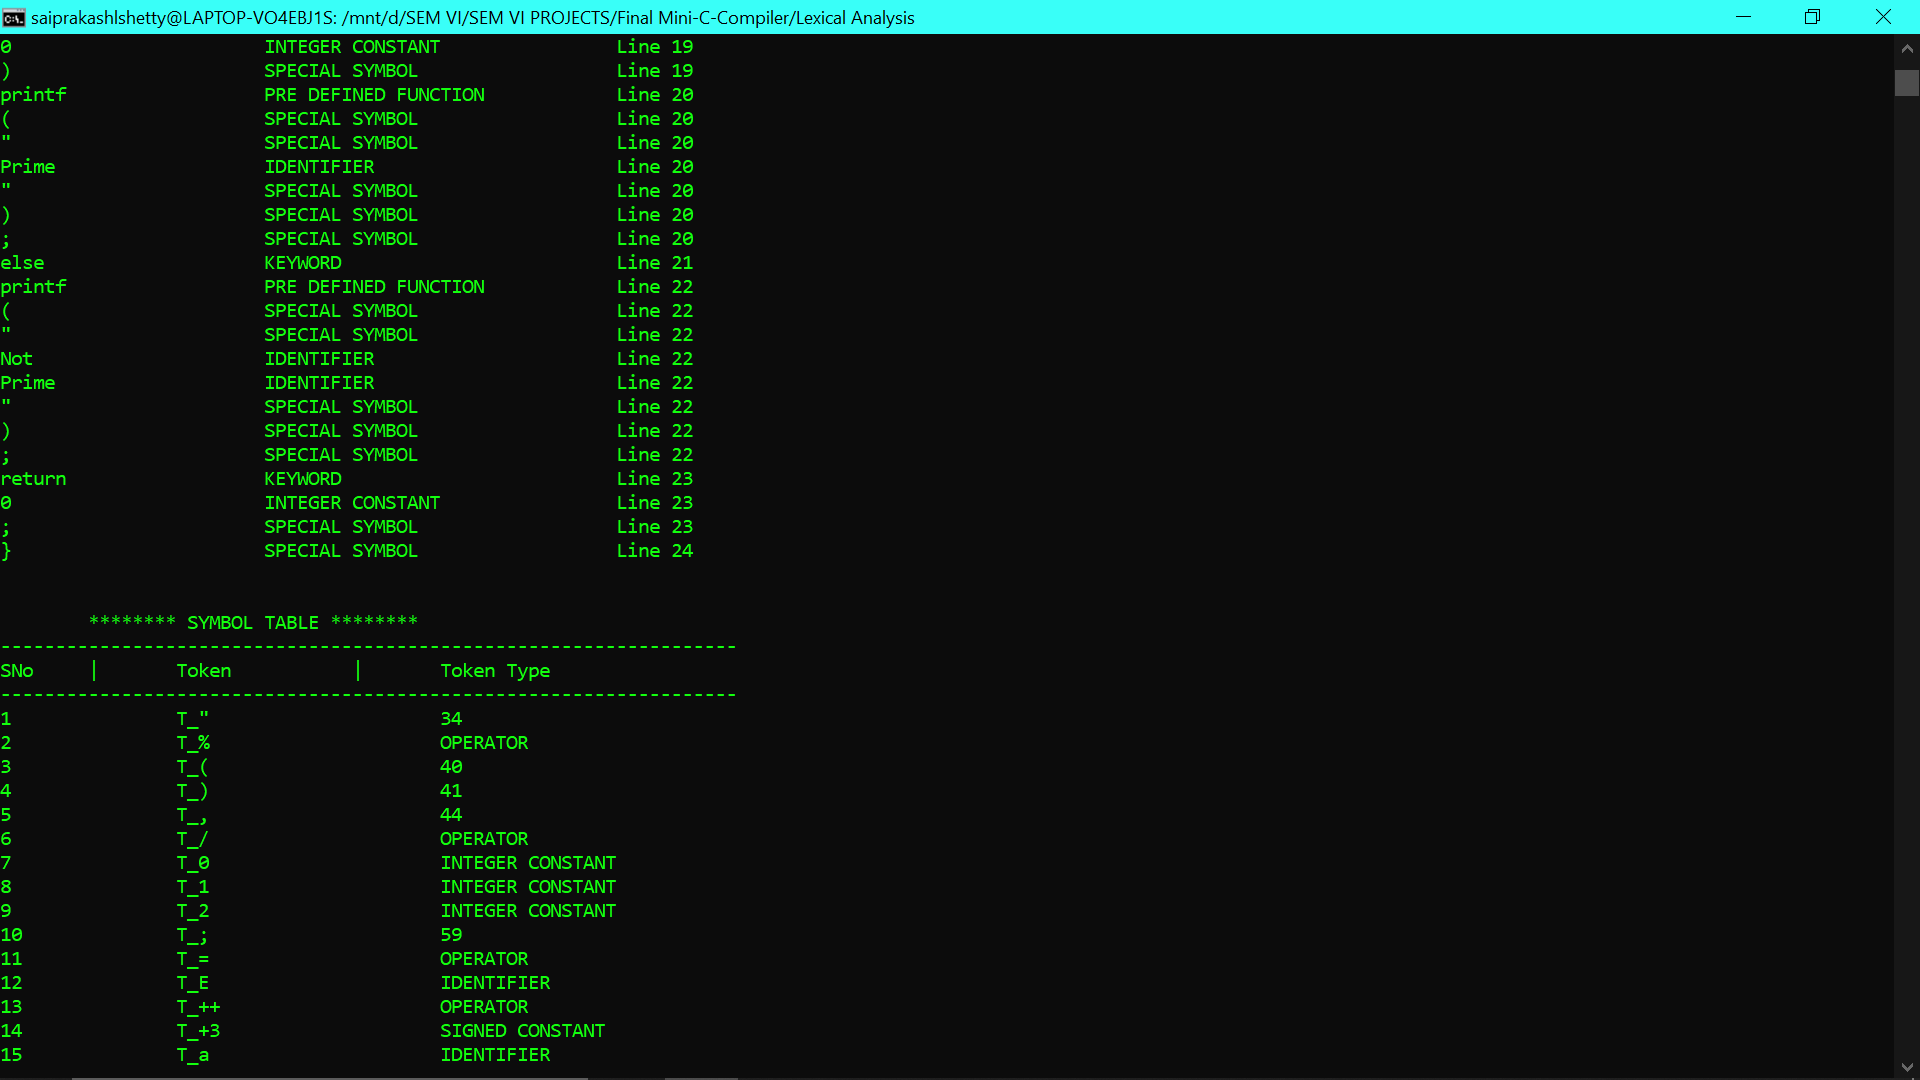 saiprakashlshetty@LAPTOP-VO4EBJ1S: /mnt/d/SEM VI/SEM VI PROJECTS/Final Mini-C-Compiler/Lexical Analysis
0 INTEGER CONSTANT Line 19
) SPECIAL SYMBOL Line 19
printf PRE DEFINED FUNCTION Line 20
( SPECIAL SYMBOL Line 20
" SPECIAL SYMBOL Line 20
Prime IDENTIFIER Line 20
" SPECIAL SYMBOL Line 20
) SPECIAL SYMBOL Line 20
; SPECIAL SYMBOL Line 20
else KEYWORD Line 21
printf PRE DEFINED FUNCTION Line 22
( SPECIAL SYMBOL Line 22
" SPECIAL SYMBOL Line 22
Not IDENTIFIER Line 22
Prime IDENTIFIER Line 22
" SPECIAL SYMBOL Line 22
) SPECIAL SYMBOL Line 22
; SPECIAL SYMBOL Line 22
return KEYWORD Line 23
0 INTEGER CONSTANT Line 23
; SPECIAL SYMBOL Line 23
} SPECIAL SYMBOL Line 24
******** SYMBOL TABLE ********
-------------------------------------------------------------------
SNo | Token | Token Type
-------------------------------------------------------------------
1 T_" 34
2 T_% OPERATOR
3 T_( 40
4 T_) 41
5 T_, 44
6 T_/ OPERATOR
7 T_0 INTEGER CONSTANT
8 T_1 INTEGER CONSTANT
9 T_2 INTEGER CONSTANT
10 T_; 59
11 T_= OPERATOR
12 T_E IDENTIFIER
13 T_++ OPERATOR
14 T_+3 SIGNED CONSTANT
15 T_a IDENTIFIER